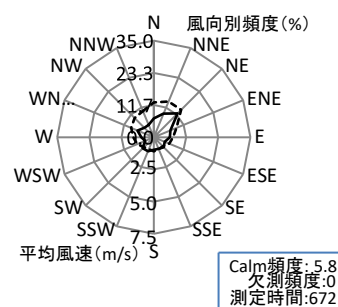 N
35.0
風向別頻度(%)
NNW
NNE
NW
23.3
NE
WN...
11.7
ENE
W
0.0
E
WSW
2.5
ESE
SW
5.0
SE
SSW
SSE
平均風速(m/s)
7.5
S
Calm頻度: 5.8
欠測頻度:0
測定時間:672